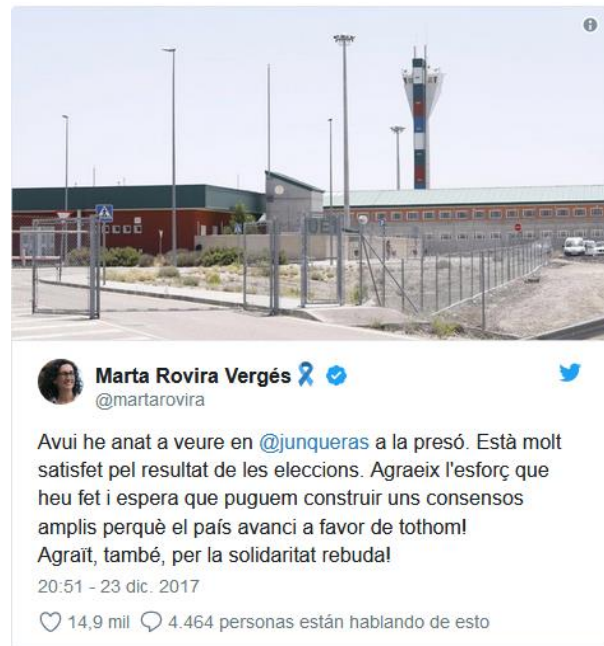 Marta Rovira Vergés
@martarovira
Avui he anat a veure en @junqueras a la presó. Està molt
satisfet pel resultat de les eleccions. Agraeix l'esforç que
heu fet i espera que puguem construir uns consensos
amplis perquè el país avanci a favor de tothom!
Agraït, també, per la solidaritat rebuda!
20:51 - 23 dic. 2017
14,9 mil 4.464 personas están hablando de esto